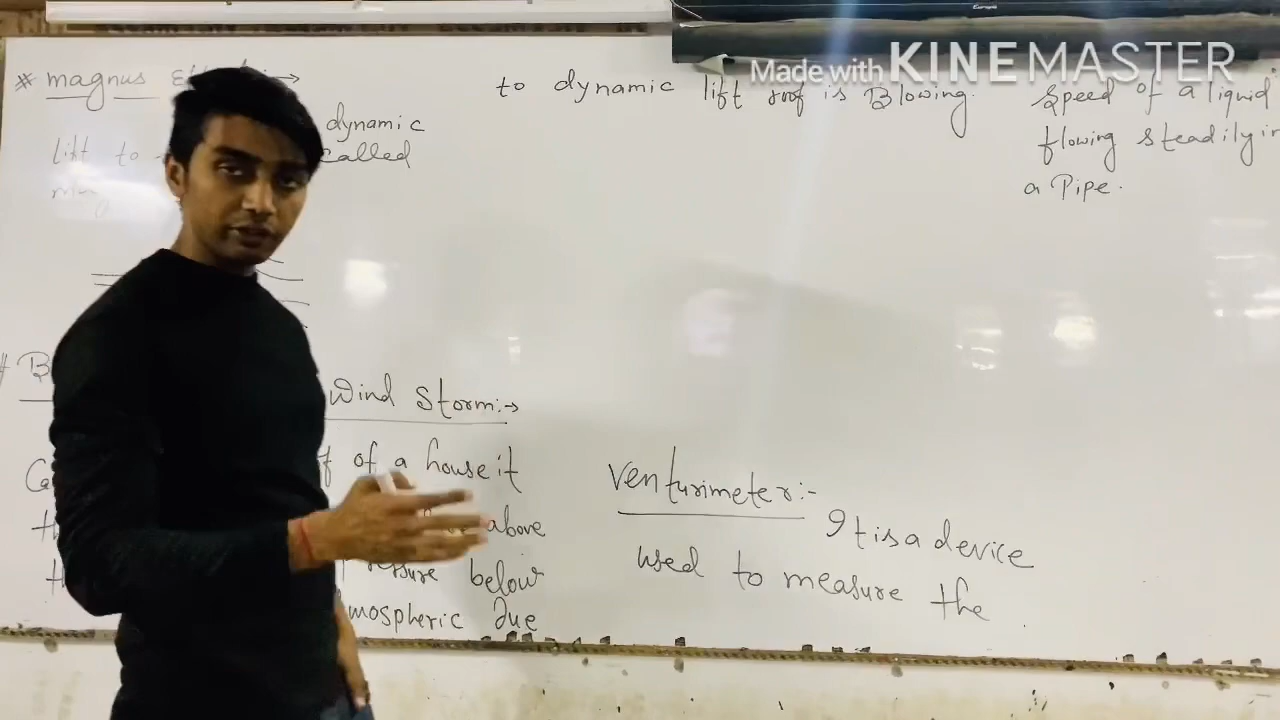 * magnus
dynamic
lift to
called
B
Wind Storm:→
of a house it
above
below
mospheric due
to dynamic lift roof is Blowing.
venturimeter:-
It is a device
used to measure the
Speed of a liquid
flowing steadily in
a Pipe.
Made with KINEMASTER